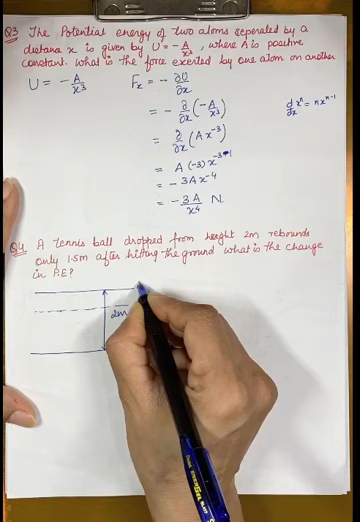 Q3 The Potential energy of two atoms seperated by a
distance x is given by U = -A/x³, where A is positive
constant. What is the force exerted by one atom on another
U = -A/x³ Fx = -∂U/∂x
= -∂/∂x (-A/x³) d/dx xⁿ = nxⁿ⁻¹
= ∂/∂x (Ax⁻³)
= A (-3) x⁻³⁻¹
= -3Ax⁻⁴
= -3A/x⁴ N
Q4 A tennis ball dropped from height 2m rebounds
only 1.5m after hitting the ground what is the change
in P.E?
2m